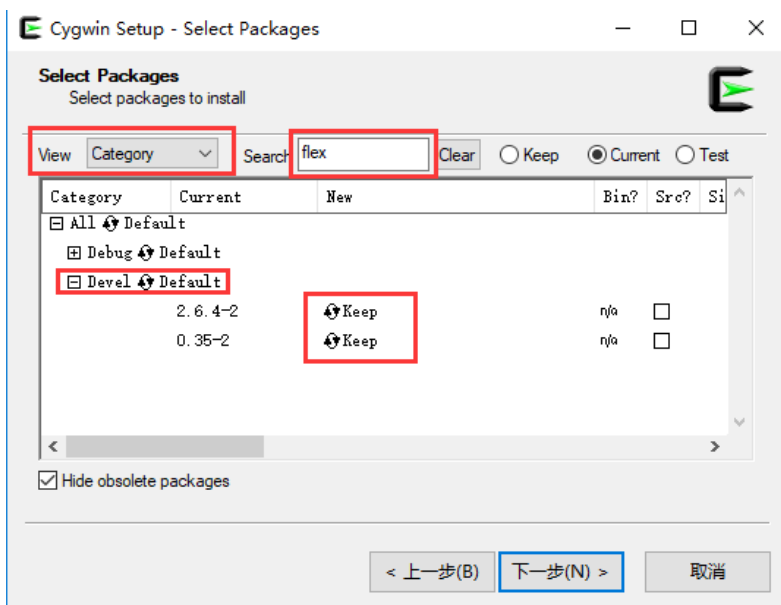 Cygwin Setup - Select Packages
Select Packages
Select packages to install
View Category Search flex Clear Keep Current Test
Category Current New Bin? Src? Si
All Default
Debug Default
Devel Default
2.6.4-2 Keep n/a
0.35-2 Keep n/a
Hide obsolete packages
< 上一步(B) 下一步(N) > 取消